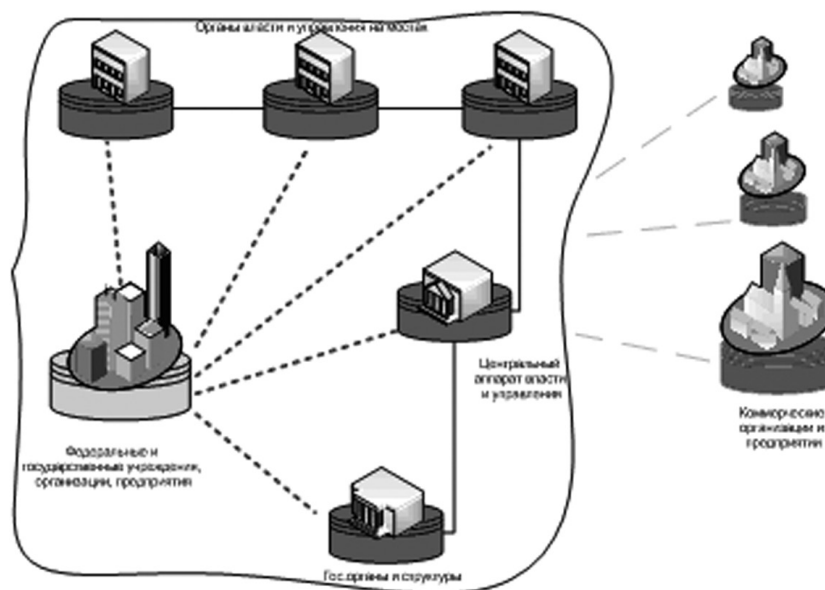 Органы власти и управления на местах
Центральный
аппарат власти
и управления
Коммерческие
организации и
предприятия
Федеральные и
государственные учреждения,
организации, предприятия
Гос.органы и структуры